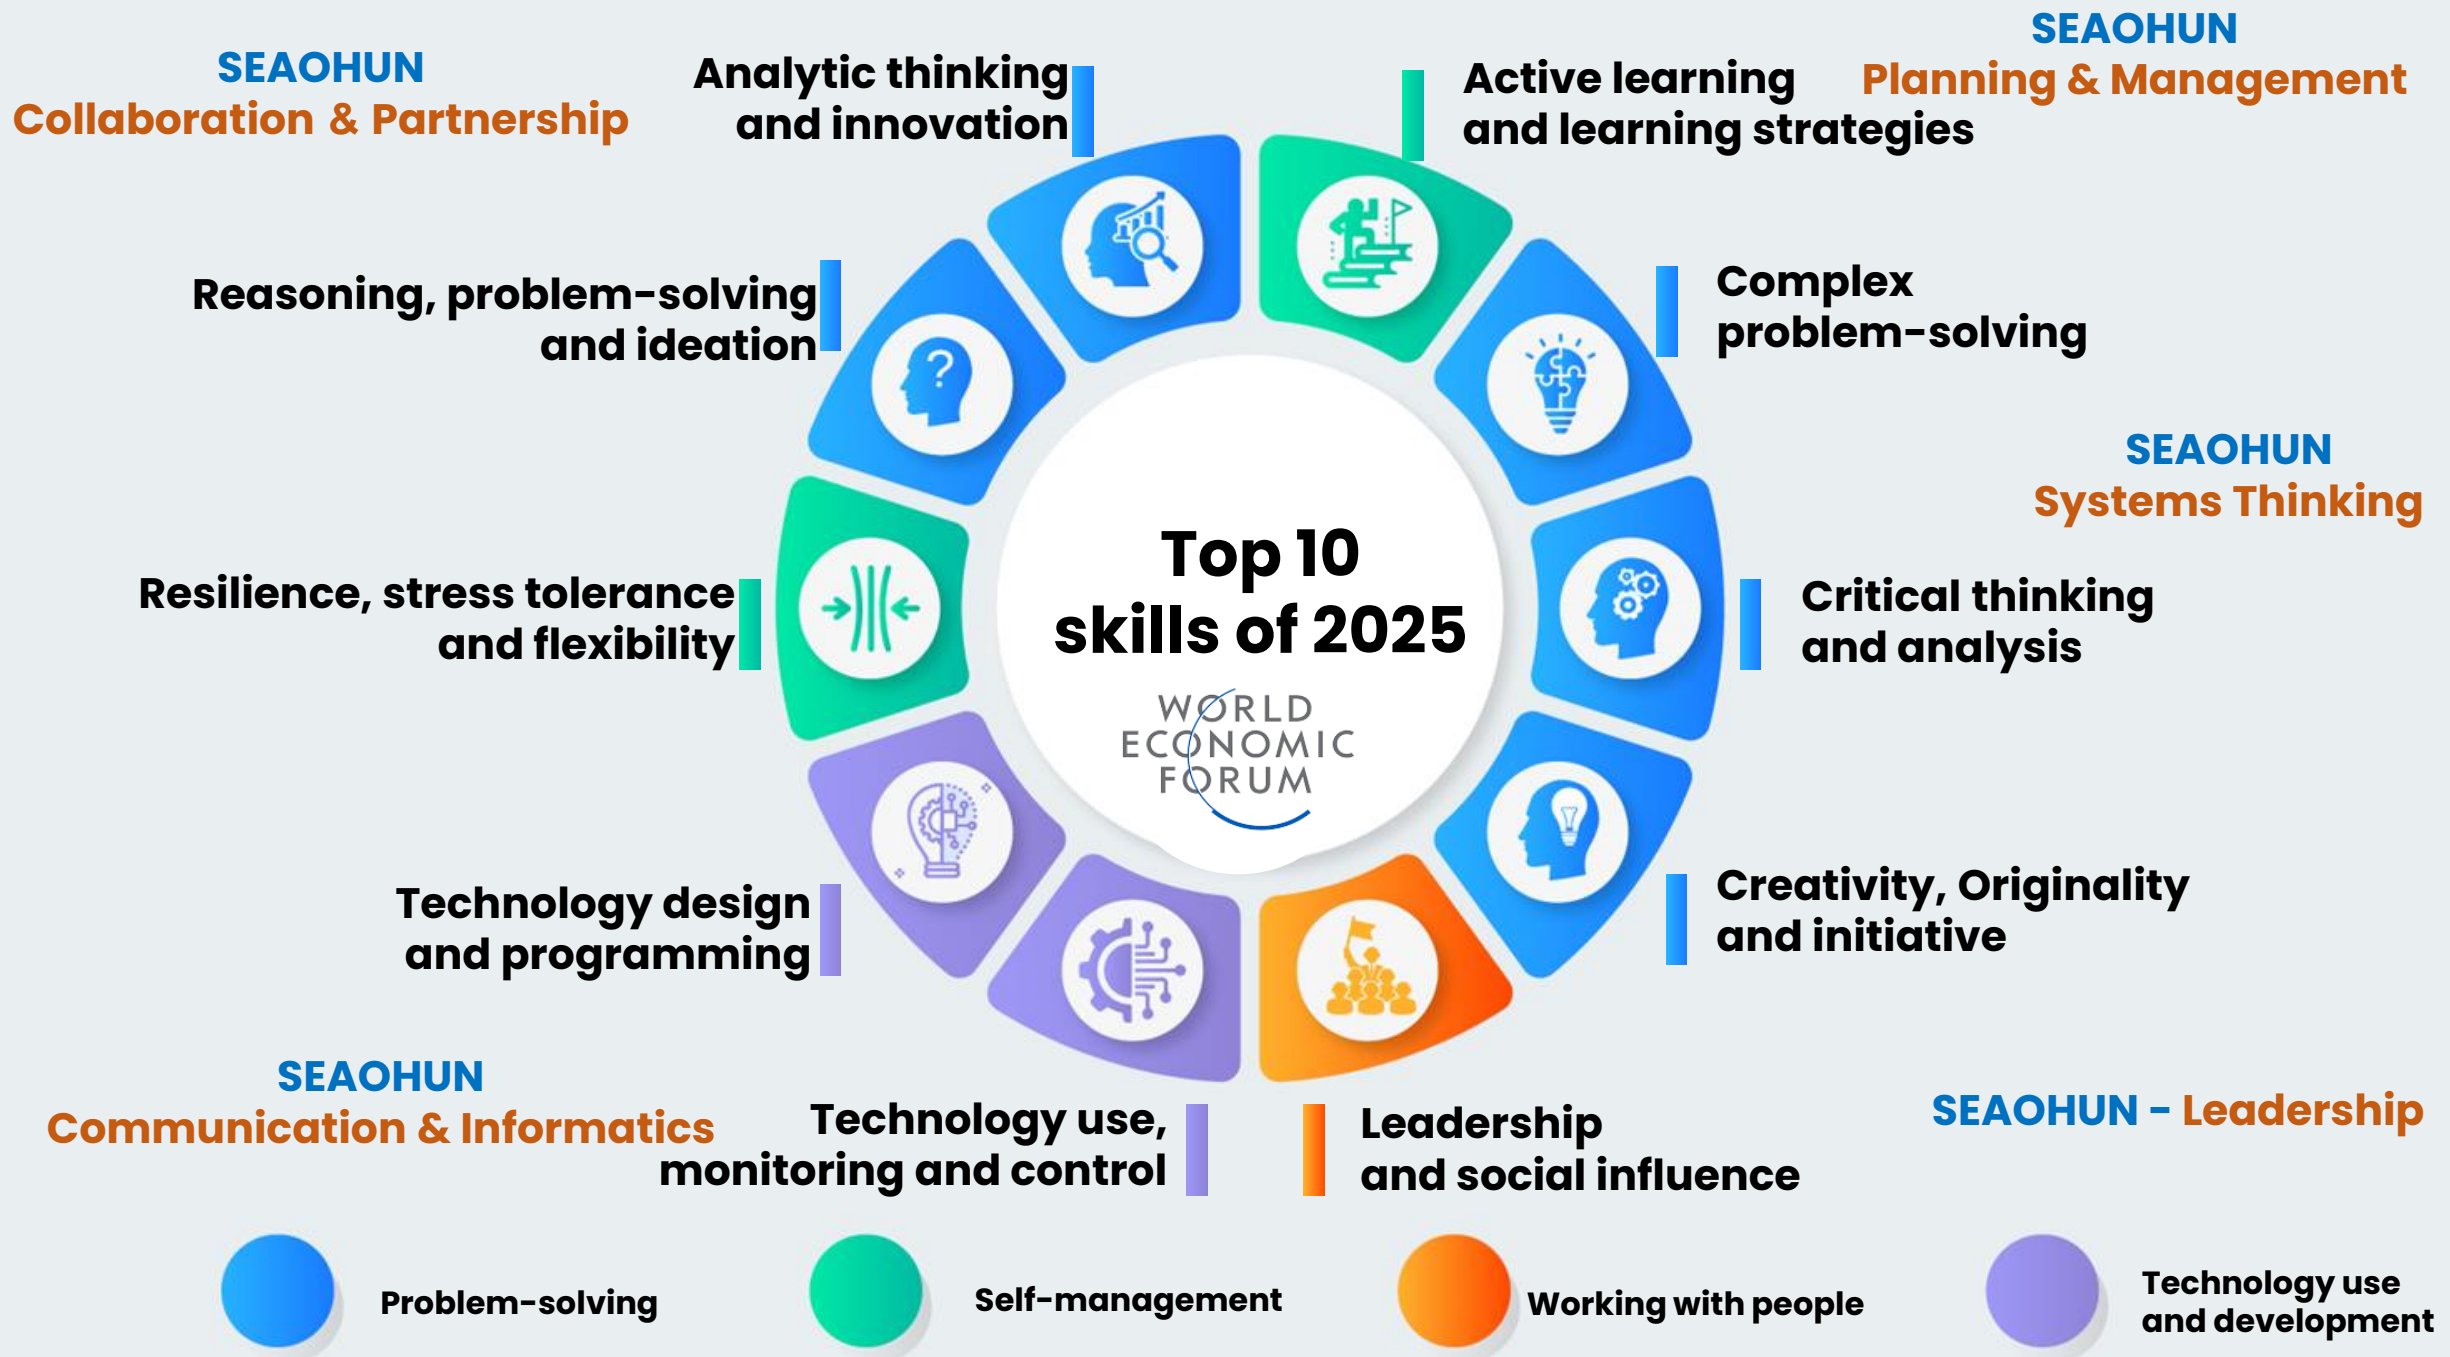 SEAOHUN
Collaboration & Partnership
Analytic thinking
and innovation
Active learning
and learning strategies
SEAOHUN
Planning & Management
Reasoning, problem-solving
and ideation
Complex
problem-solving
SEAOHUN
Systems Thinking
Resilience, stress tolerance
and flexibility
Top 10
skills of 2025
WORLD
ECONOMIC
FORUM
Critical thinking
and analysis
Technology design
and programming
Creativity, Originality
and initiative
SEAOHUN
Communication & Informatics
Technology use,
monitoring and control
Leadership
and social influence
SEAOHUN - Leadership
Problem-solving
Self-management
Working with people
Technology use
and development